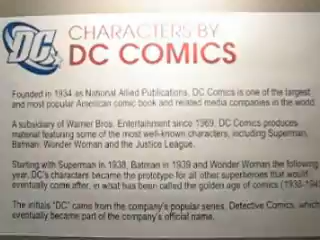 DC
CHARACTERS BY
DC COMICS
Founded in 1934 as National Allied Publications, DC Comics is one of the largest
and most popular American comic book and related media companies in the world.
A subsidiary of Warner Bros. Entertainment since 1969, DC Comics produces
material featuring some of the most well-known characters, including Superman,
Batman, Wonder Woman and the Justice League.
Starting with Superman in 1938, Batman in 1939 and Wonder Woman the following
year, DC's characters became the prototype for all other superheroes that would
eventually come after, in what has been called the golden age of comics (1938-194
The initials "DC" came from the company's popular series, Detective Comics, which
eventually became part of the company's official name.